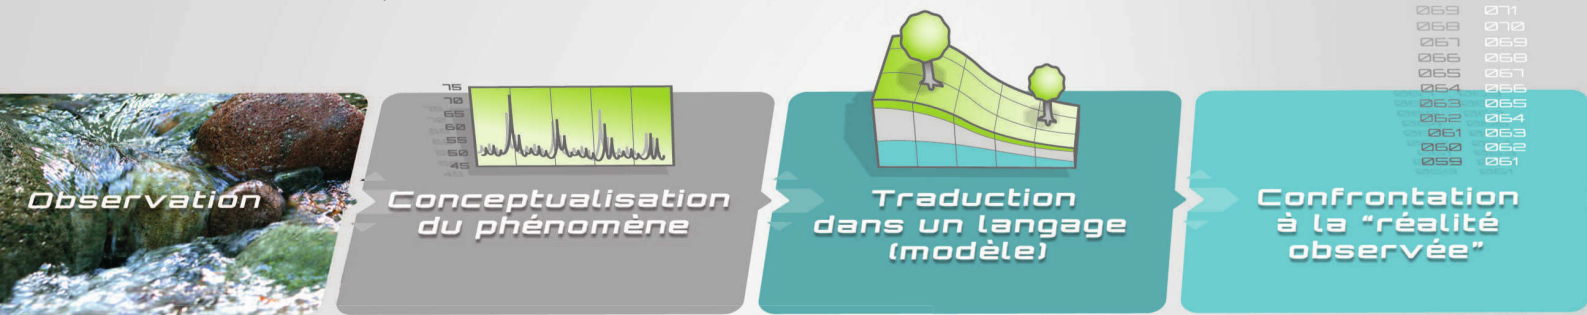 Observation
75
70
65
60
55
50
45
Conceptualisation
du phénomène
Traduction
dans un langage
(modèle)
069 071
068 070
067 069
066 068
065 067
064 066
063 065
062 064
061 063
060 062
059 061
Confrontation
à la “réalité
observée”